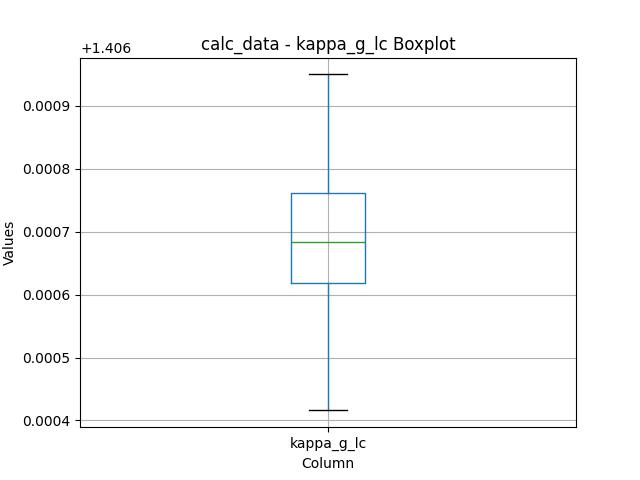 calc_data - kappa_g_lc Boxplot
+1.406
0.0009
0.0008
0.0007
0.0006
0.0005
0.0004
Values
kappa_g_lc
Column